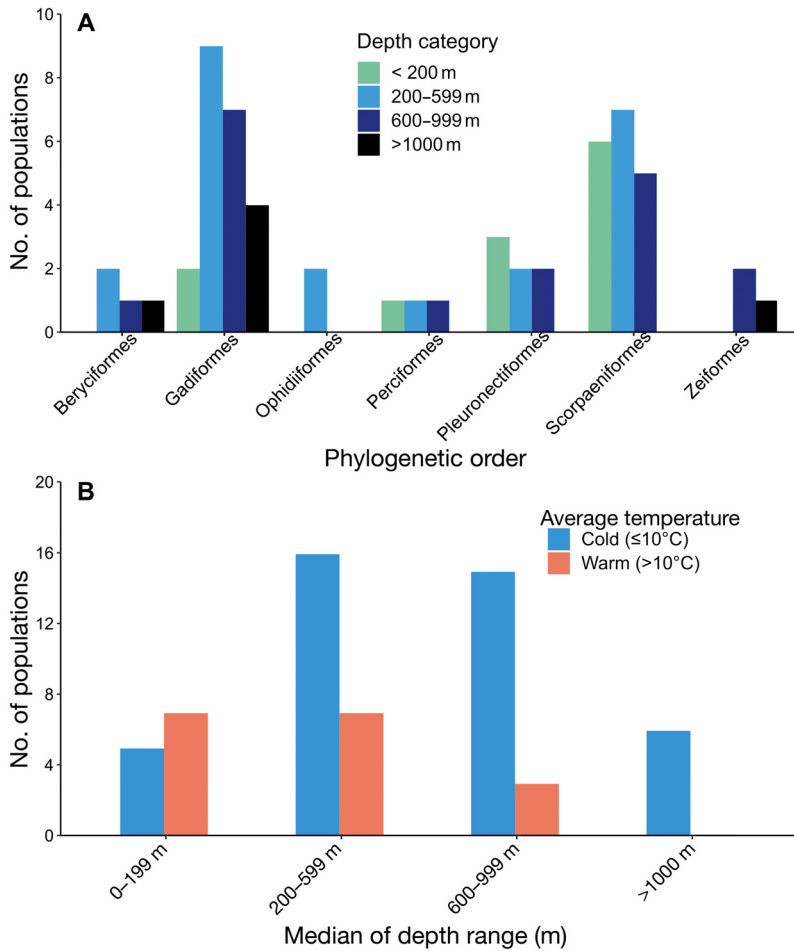 A
Depth category
< 200 m
200–599 m
600–999 m
>1000 m
No. of populations
10
8
6
4
2
0
Beryciformes
Gadiformes
Ophidiiformes
Perciformes
Pleuronectiformes
Scorpaeniformes
Zeiformes
Phylogenetic order
B
Average temperature
Cold (≤10°C)
Warm (>10°C)
No. of populations
20
16
12
8
4
0
0–199 m
200–599 m
600–999 m
>1000 m
Median of depth range (m)